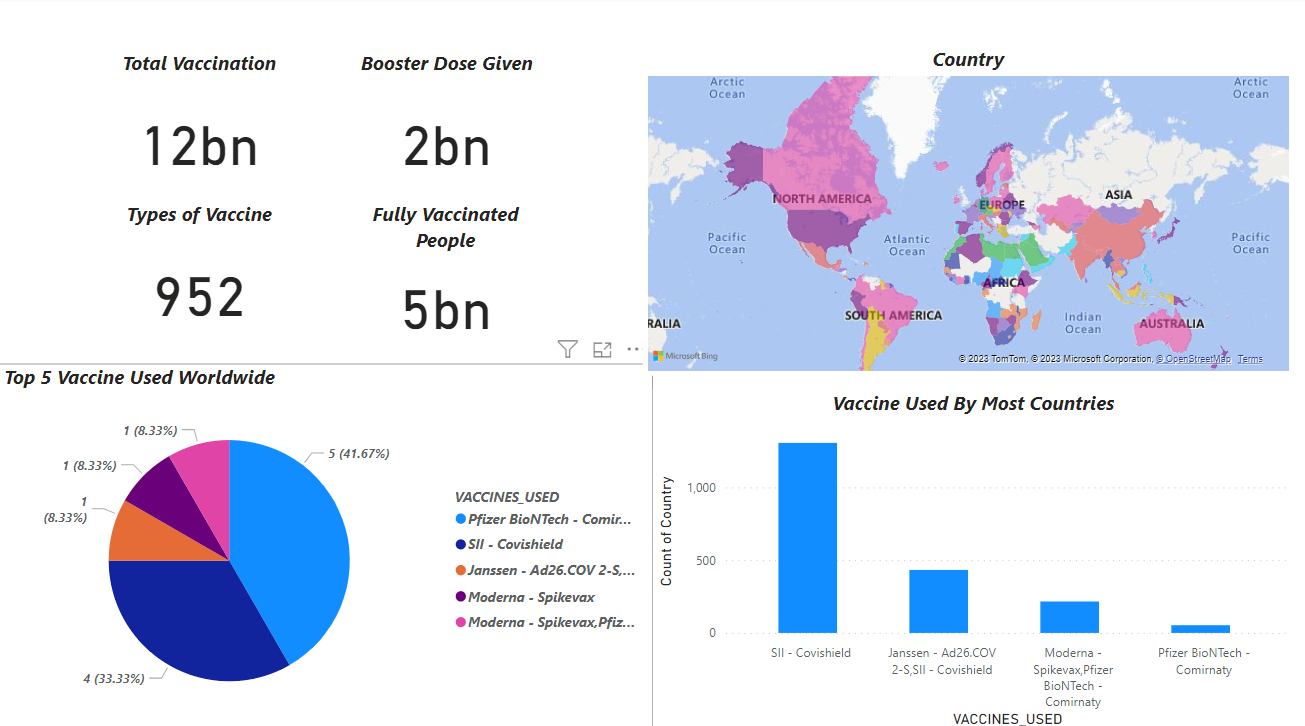 Total Vaccination
Booster Dose Given
12bn
2bn
Types of Vaccine
Fully Vaccinated
People
952
5bn
Country
Arctic
Ocean
Arctic
Ocean
NORTH AMERICA
EUROPE
ASIA
Pacific
Ocean
Atlantic
Ocean
Pacific
Ocean
AFRICA
SOUTH AMERICA
Indian
Ocean
RALIA
AUSTRALIA
Microsoft Bing
© 2023 TomTom, © 2023 Microsoft Corporation, © OpenStreetMap Terms
Top 5 Vaccine Used Worldwide
1 (8.33%)
1 (8.33%)
1
(8.33%)
5 (41.67%)
4 (33.33%)
VACCINES_USED
Pfizer BioNTech - Comir...
SII - Covishield
Janssen - Ad26.COV 2-S,...
Moderna - Spikevax
Moderna - Spikevax,Pfiz...
Vaccine Used By Most Countries
Count of Country
1,000
500
0
SII - Covishield
Janssen - Ad26.COV
2-S,SII - Covishield
Moderna -
Spikevax,Pfizer
BioNTech -
Comirnaty
Pfizer BioNTech -
Comirnaty
VACCINES_USED